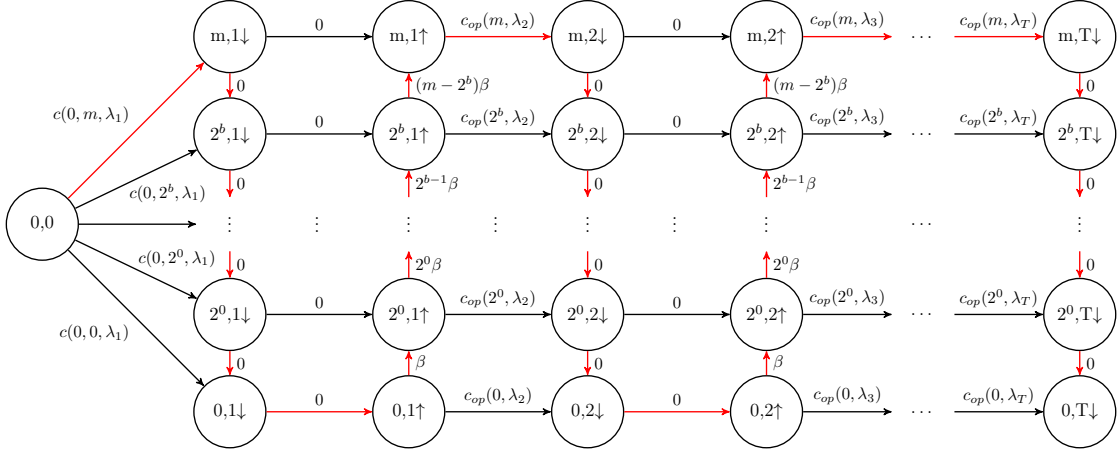 m,1↓ 0 m,1↑ c_{op}(m, λ_2) m,2↓ 0 m,2↑ c_{op}(m, λ_3) ··· c_{op}(m, λ_T) m,T↓
c(0, m, λ_1) 0 (m − 2^b)β 0 (m − 2^b)β 0
2^b,1↓ 0 2^b,1↑ c_{op}(2^b, λ_2) 2^b,2↓ 0 2^b,2↑ c_{op}(2^b, λ_3) ··· c_{op}(2^b, λ_T) 2^b,T↓
c(0, 2^b, λ_1) 0 2^{b−1}β 0 2^{b−1}β 0
0,0 ⋮ ⋮ ⋮ ⋮ ⋮ ⋮ ⋮ ··· ⋮
c(0, 2^0, λ_1) 0 2^0β 0 2^0β 0
2^0,1↓ 0 2^0,1↑ c_{op}(2^0, λ_2) 2^0,2↓ 0 2^0,2↑ c_{op}(2^0, λ_3) ··· c_{op}(2^0, λ_T) 2^0,T↓
c(0, 0, λ_1) 0 β 0 β 0
0,1↓ 0 0,1↑ c_{op}(0, λ_2) 0,2↓ 0 0,2↑ c_{op}(0, λ_3) ··· c_{op}(0, λ_T) 0,T↓